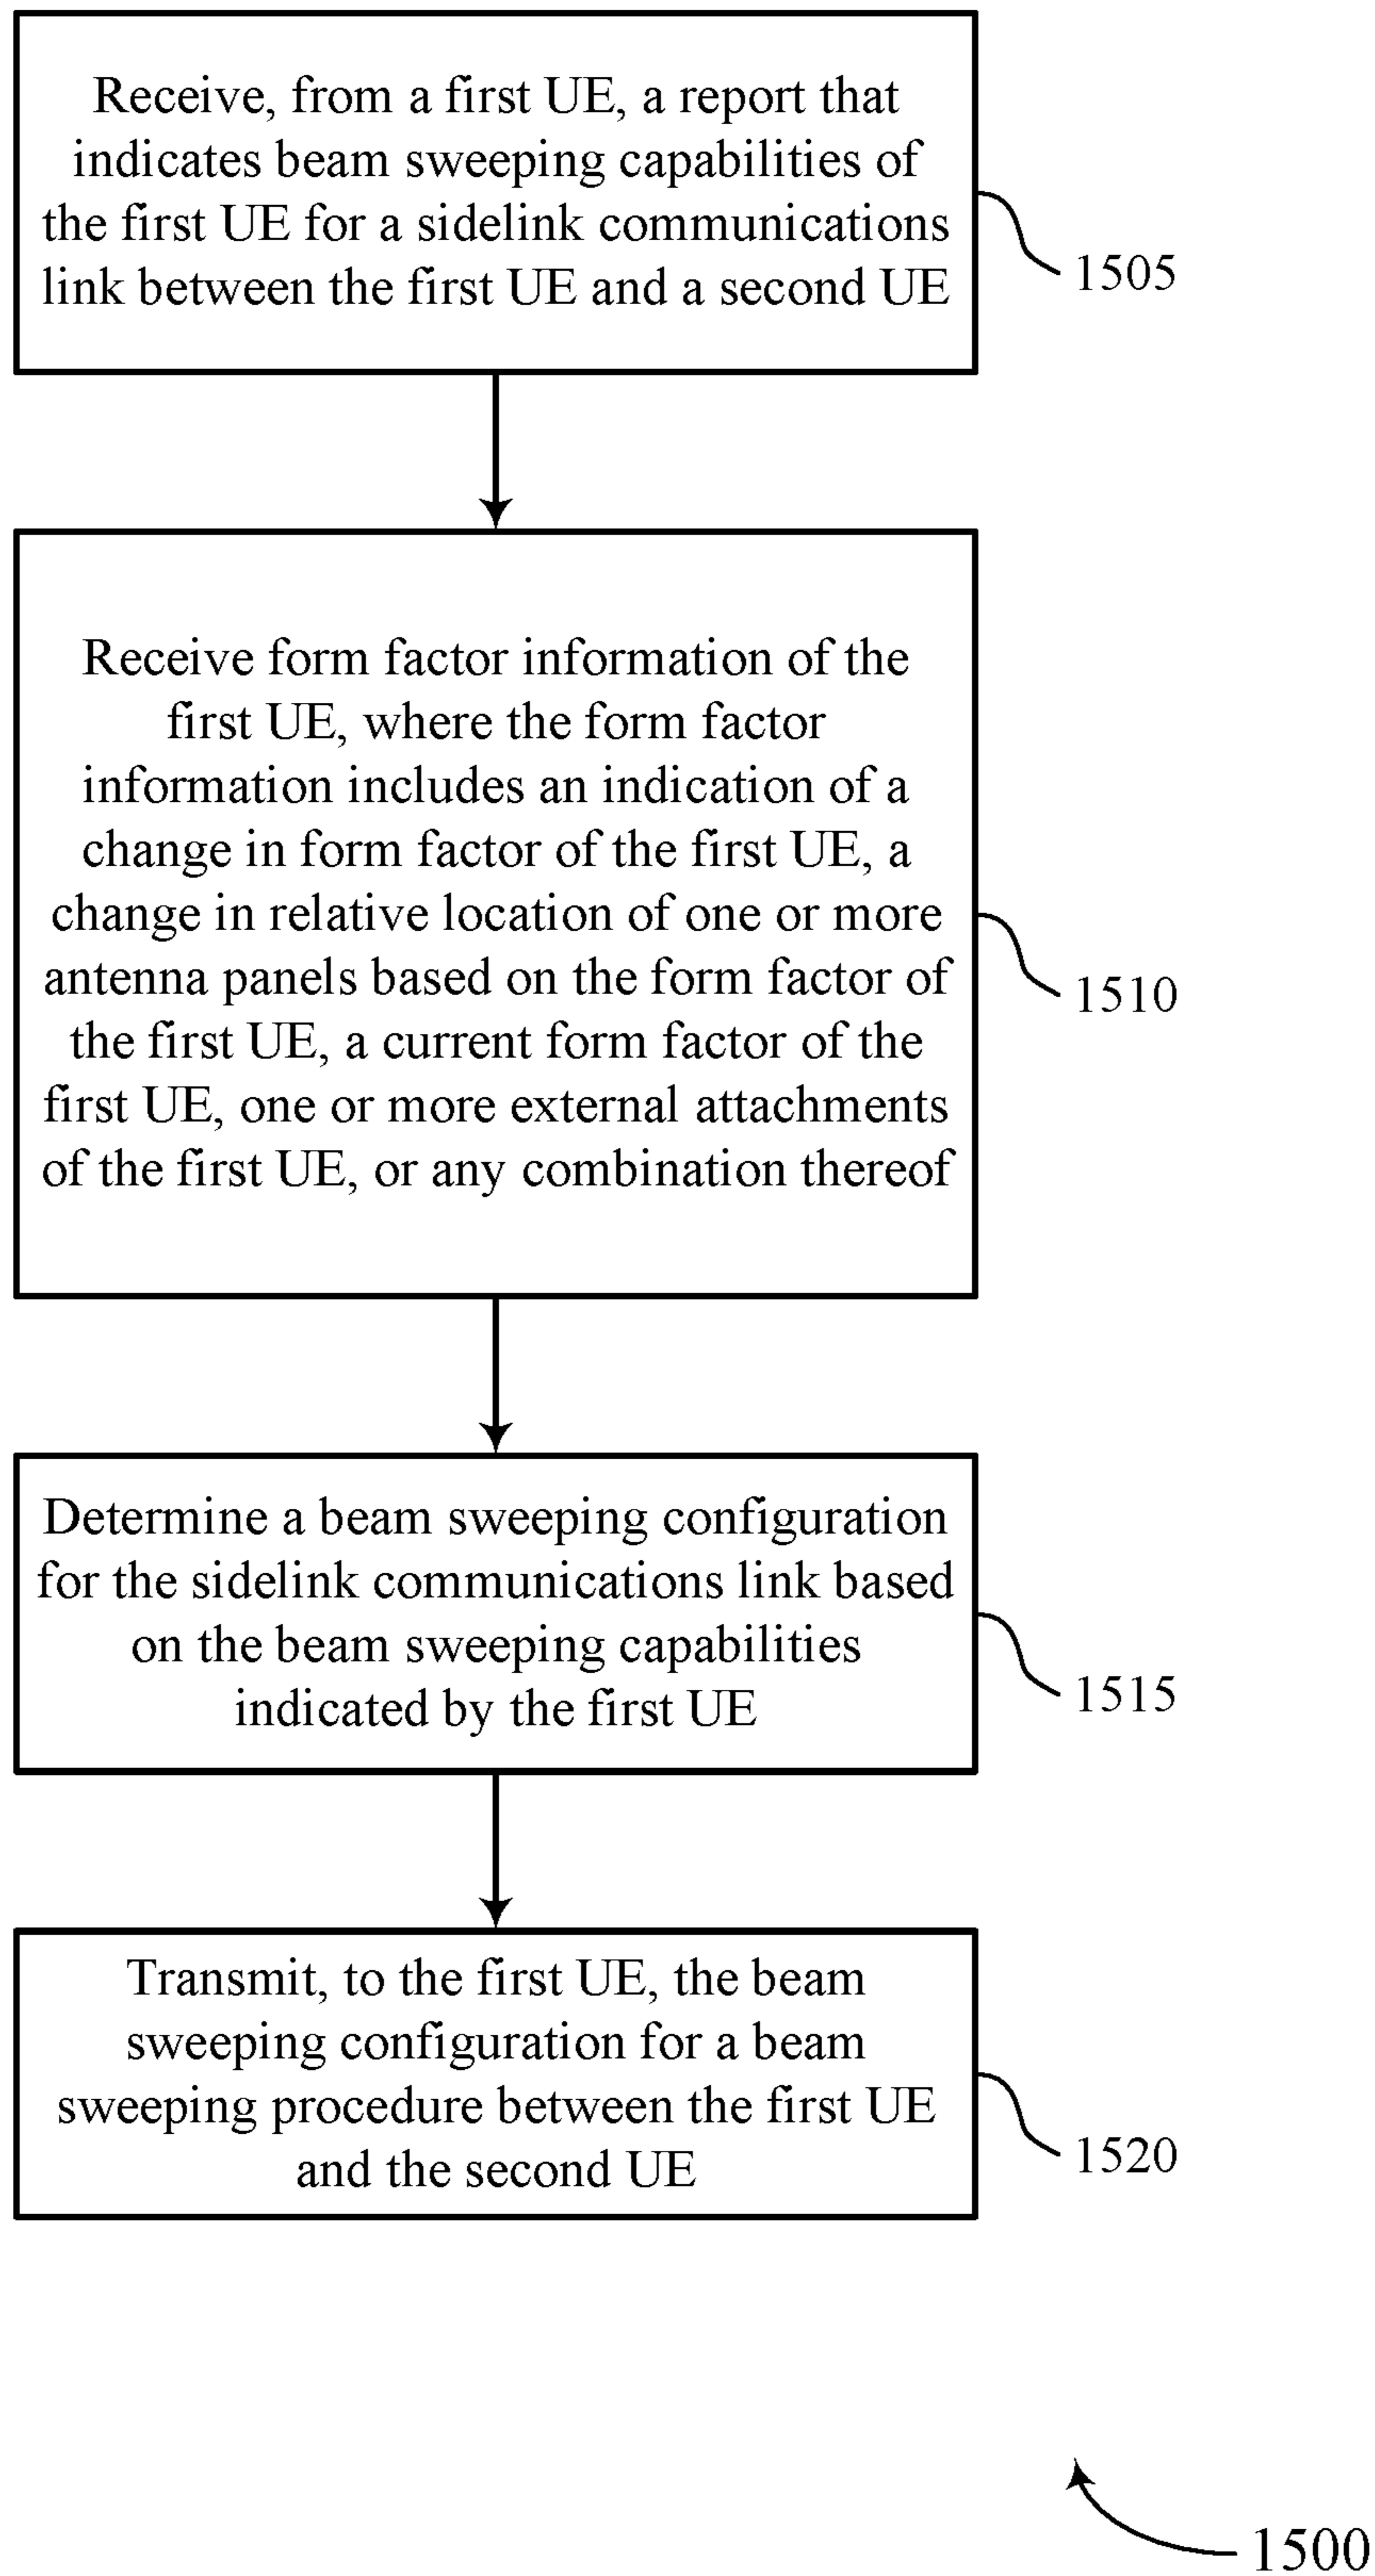 Receive, from a first UE, a report that
indicates beam sweeping capabilities of
the first UE for a sidelink communications
link between the first UE and a second UE
1505
Receive form factor information of the
first UE, where the form factor
information includes an indication of a
change in form factor of the first UE, a
change in relative location of one or more
antenna panels based on the form factor of
the first UE, a current form factor of the
first UE, one or more external attachments
of the first UE, or any combination thereof
1510
Determine a beam sweeping configuration
for the sidelink communications link based
on the beam sweeping capabilities
indicated by the first UE
1515
Transmit, to the first UE, the beam
sweeping configuration for a beam
sweeping procedure between the first UE
and the second UE
1520
1500